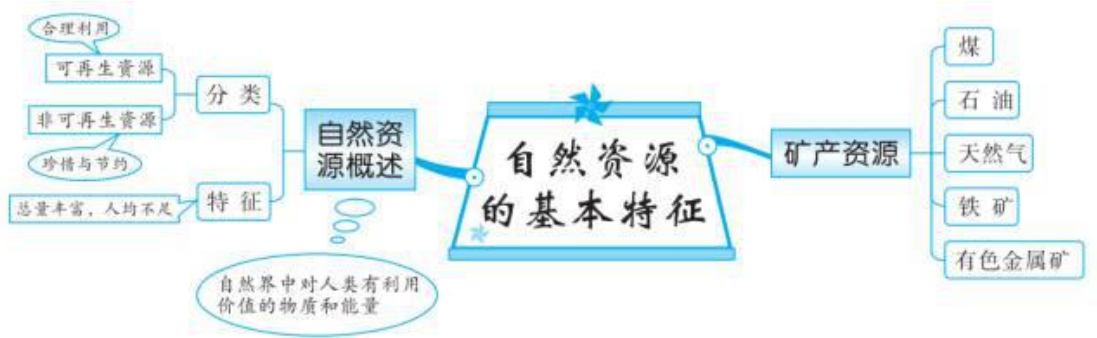 合理利用
可再生资源
非可再生资源
珍惜与节约
分类
总量丰富，人均不足
特征
自然资
源概述
自然界中对人类有利用
价值的物质和能量
自然资源
的基本特征
矿产资源
煤
石油
天然气
铁矿
有色金属矿